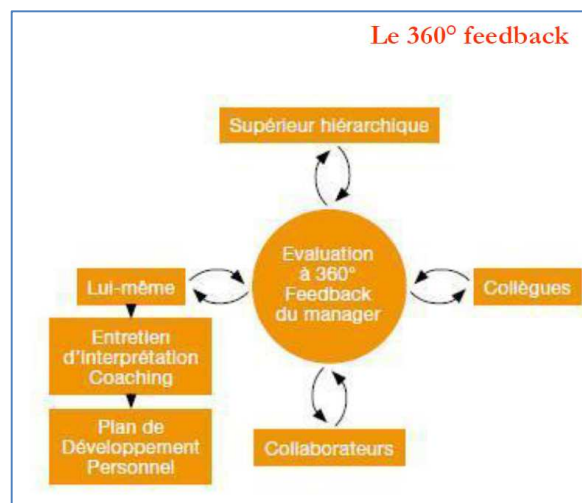 Le 360° feedback
Supérieur hiérarchique
Evaluation
à 360°
Feedback
du manager
Lui-même
Collègues
Entretien
d'Interprétation
Coaching
Plan de
Développement
Personnel
Collaborateurs